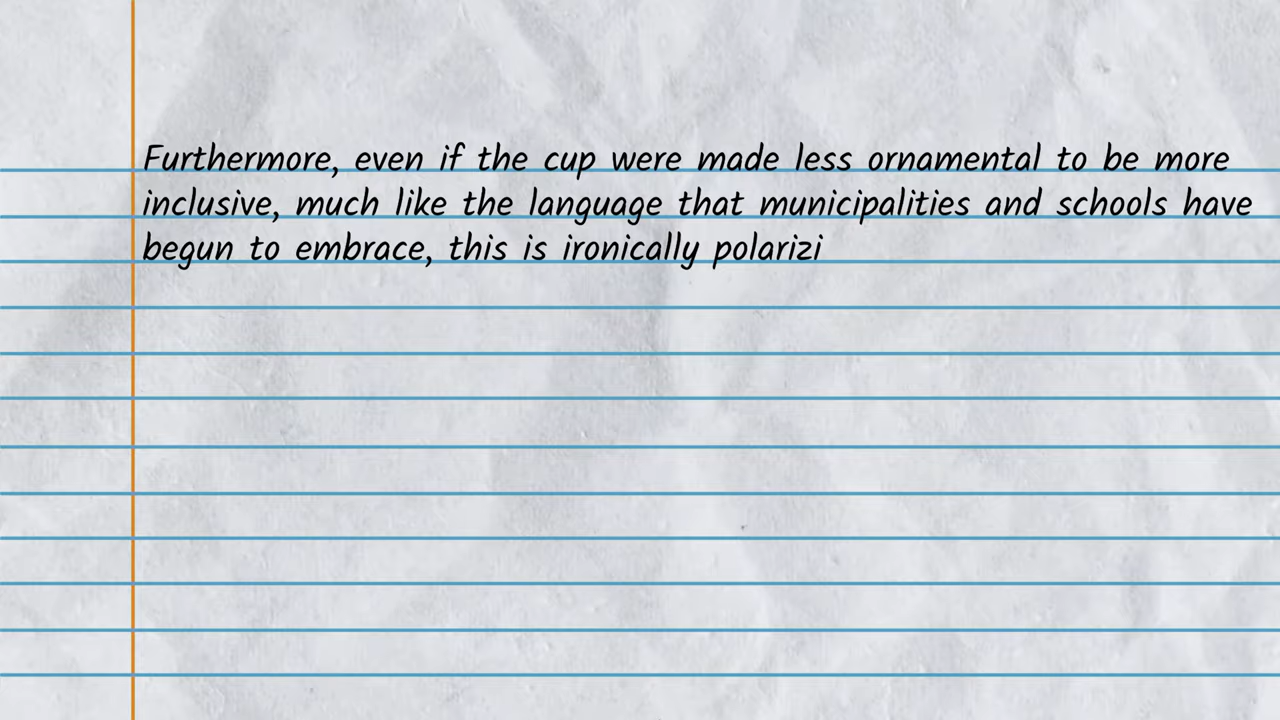 Furthermore, even if the cup were made less ornamental to be more
inclusive, much like the language that municipalities and schools have
begun to embrace, this is ironically polarizi